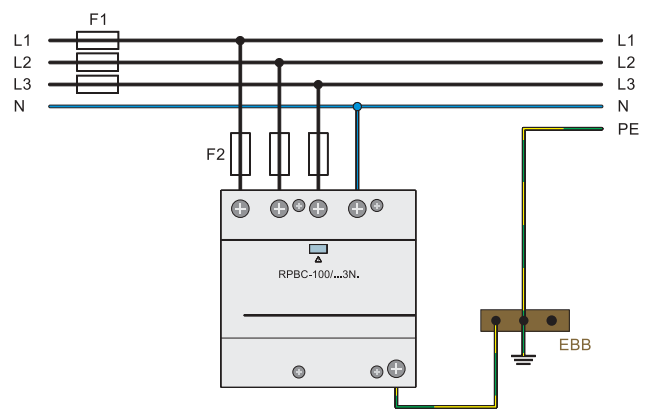 F1
L1 L1
L2 L2
L3 L3
N N
PE
F2
RPBC-100/...3N.
EBB